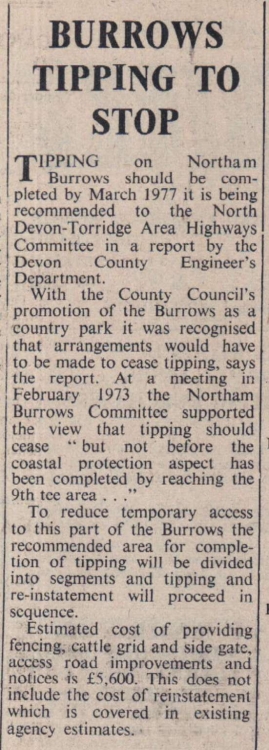 BURROWS
TIPPING TO
STOP
TIPPING on Northam
Burrows should be com-
pleted by March 1977 it is being
recommended to the North
Devon-Torridge Area Highways
Committee in a report by the
Devon County Engineer's
Department.
With the County Council's
promotion of the Burrows as a
country park it was recognised
that arrangements would have
to be made to cease tipping, says
the report. At a meeting in
February 1973 the Northam
Burrows Committee supported
the view that tipping should
cease " but not before the
coastal protection aspect has
been completed by reaching the
9th tee area . . ."
To reduce temporary access
to this part of the Burrows the
recommended area for comple-
tion of tipping will be divided
into segments and tipping and
re-instatement will proceed in
sequence.
Estimated cost of providing
fencing, cattle grid and side gate,
access road improvements and
notices is £5,600. This does not
include the cost of reinstatement
which is covered in existing
agency estimates.